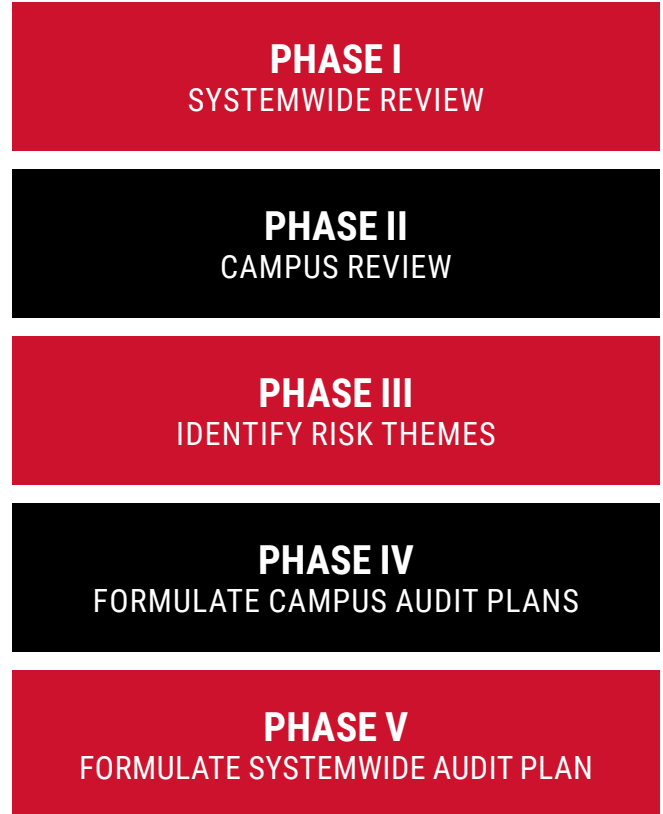 PHASE I
SYSTEMWIDE REVIEW
PHASE II
CAMPUS REVIEW
PHASE III
IDENTIFY RISK THEMES
PHASE IV
FORMULATE CAMPUS AUDIT PLANS
PHASE V
FORMULATE SYSTEMWIDE AUDIT PLAN